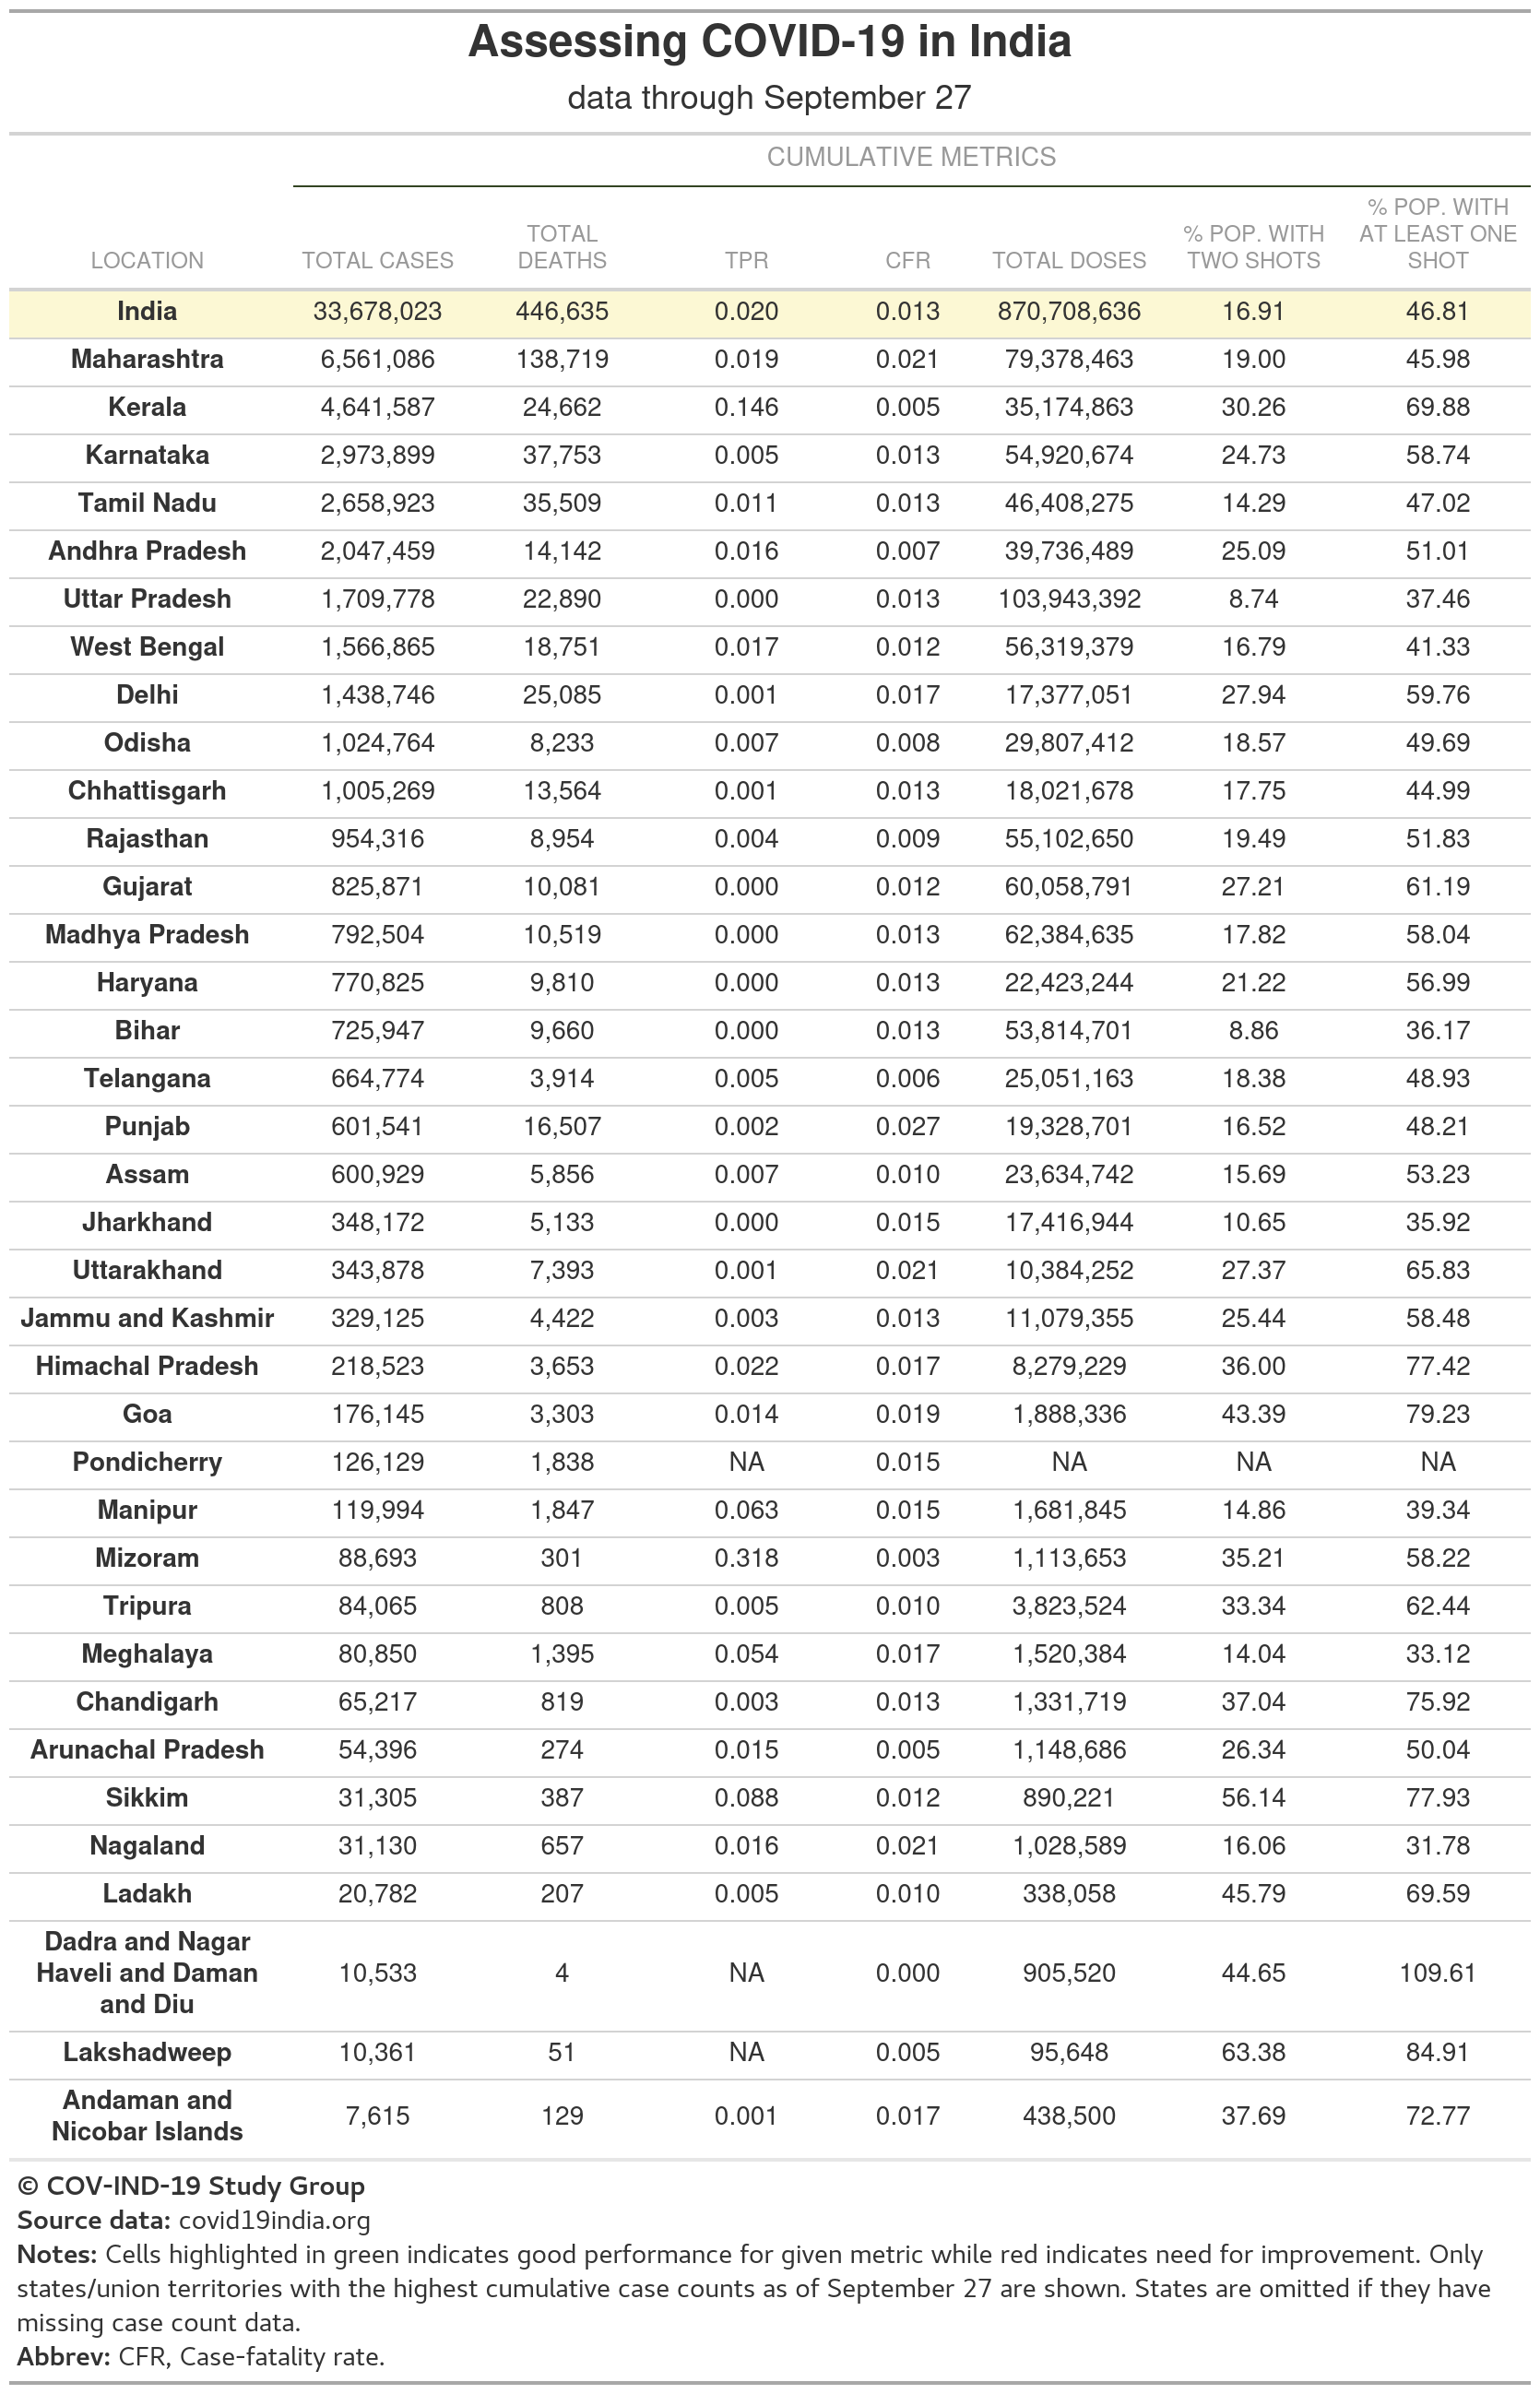 Assessing COVID-19 in India
data through September 27
CUMULATIVE METRICS
LOCATION TOTAL CASES TOTAL DEATHS TPR CFR TOTAL DOSES % POP. WITH TWO SHOTS % POP. WITH AT LEAST ONE SHOT
India 33,678,023 446,635 0.020 0.013 870,708,636 16.91 46.81
Maharashtra 6,561,086 138,719 0.019 0.021 79,378,463 19.00 45.98
Kerala 4,641,587 24,662 0.146 0.005 35,174,863 30.26 69.88
Karnataka 2,973,899 37,753 0.005 0.013 54,920,674 24.73 58.74
Tamil Nadu 2,658,923 35,509 0.011 0.013 46,408,275 14.29 47.02
Andhra Pradesh 2,047,459 14,142 0.016 0.007 39,736,489 25.09 51.01
Uttar Pradesh 1,709,778 22,890 0.000 0.013 103,943,392 8.74 37.46
West Bengal 1,566,865 18,751 0.017 0.012 56,319,379 16.79 41.33
Delhi 1,438,746 25,085 0.001 0.017 17,377,051 27.94 59.76
Odisha 1,024,764 8,233 0.007 0.008 29,807,412 18.57 49.69
Chhattisgarh 1,005,269 13,564 0.001 0.013 18,021,678 17.75 44.99
Rajasthan 954,316 8,954 0.004 0.009 55,102,650 19.49 51.83
Gujarat 825,871 10,081 0.000 0.012 60,058,791 27.21 61.19
Madhya Pradesh 792,504 10,519 0.000 0.013 62,384,635 17.82 58.04
Haryana 770,825 9,810 0.000 0.013 22,423,244 21.22 56.99
Bihar 725,947 9,660 0.000 0.013 53,814,701 8.86 36.17
Telangana 664,774 3,914 0.005 0.006 25,051,163 18.38 48.93
Punjab 601,541 16,507 0.002 0.027 19,328,701 16.52 48.21
Assam 600,929 5,856 0.007 0.010 23,634,742 15.69 53.23
Jharkhand 348,172 5,133 0.000 0.015 17,416,944 10.65 35.92
Uttarakhand 343,878 7,393 0.001 0.021 10,384,252 27.37 65.83
Jammu and Kashmir 329,125 4,422 0.003 0.013 11,079,355 25.44 58.48
Himachal Pradesh 218,523 3,653 0.022 0.017 8,279,229 36.00 77.42
Goa 176,145 3,303 0.014 0.019 1,888,336 43.39 79.23
Pondicherry 126,129 1,838 NA 0.015 NA NA NA
Manipur 119,994 1,847 0.063 0.015 1,681,845 14.86 39.34
Mizoram 88,693 301 0.318 0.003 1,113,653 35.21 58.22
Tripura 84,065 808 0.005 0.010 3,823,524 33.34 62.44
Meghalaya 80,850 1,395 0.054 0.017 1,520,384 14.04 33.12
Chandigarh 65,217 819 0.003 0.013 1,331,719 37.04 75.92
Arunachal Pradesh 54,396 274 0.015 0.005 1,148,686 26.34 50.04
Sikkim 31,305 387 0.088 0.012 890,221 56.14 77.93
Nagaland 31,130 657 0.016 0.021 1,028,589 16.06 31.78
Ladakh 20,782 207 0.005 0.010 338,058 45.79 69.59
Dadra and Nagar Haveli and Daman and Diu 10,533 4 NA 0.000 905,520 44.65 109.61
Lakshadweep 10,361 51 NA 0.005 95,648 63.38 84.91
Andaman and Nicobar Islands 7,615 129 0.001 0.017 438,500 37.69 72.77
© COV-IND-19 Study Group
Source data: covid19india.org
Notes: Cells highlighted in green indicates good performance for given metric while red indicates need for improvement. Only
states/union territories with the highest cumulative case counts as of September 27 are shown. States are omitted if they have
missing case count data.
Abbrev: CFR, Case-fatality rate.